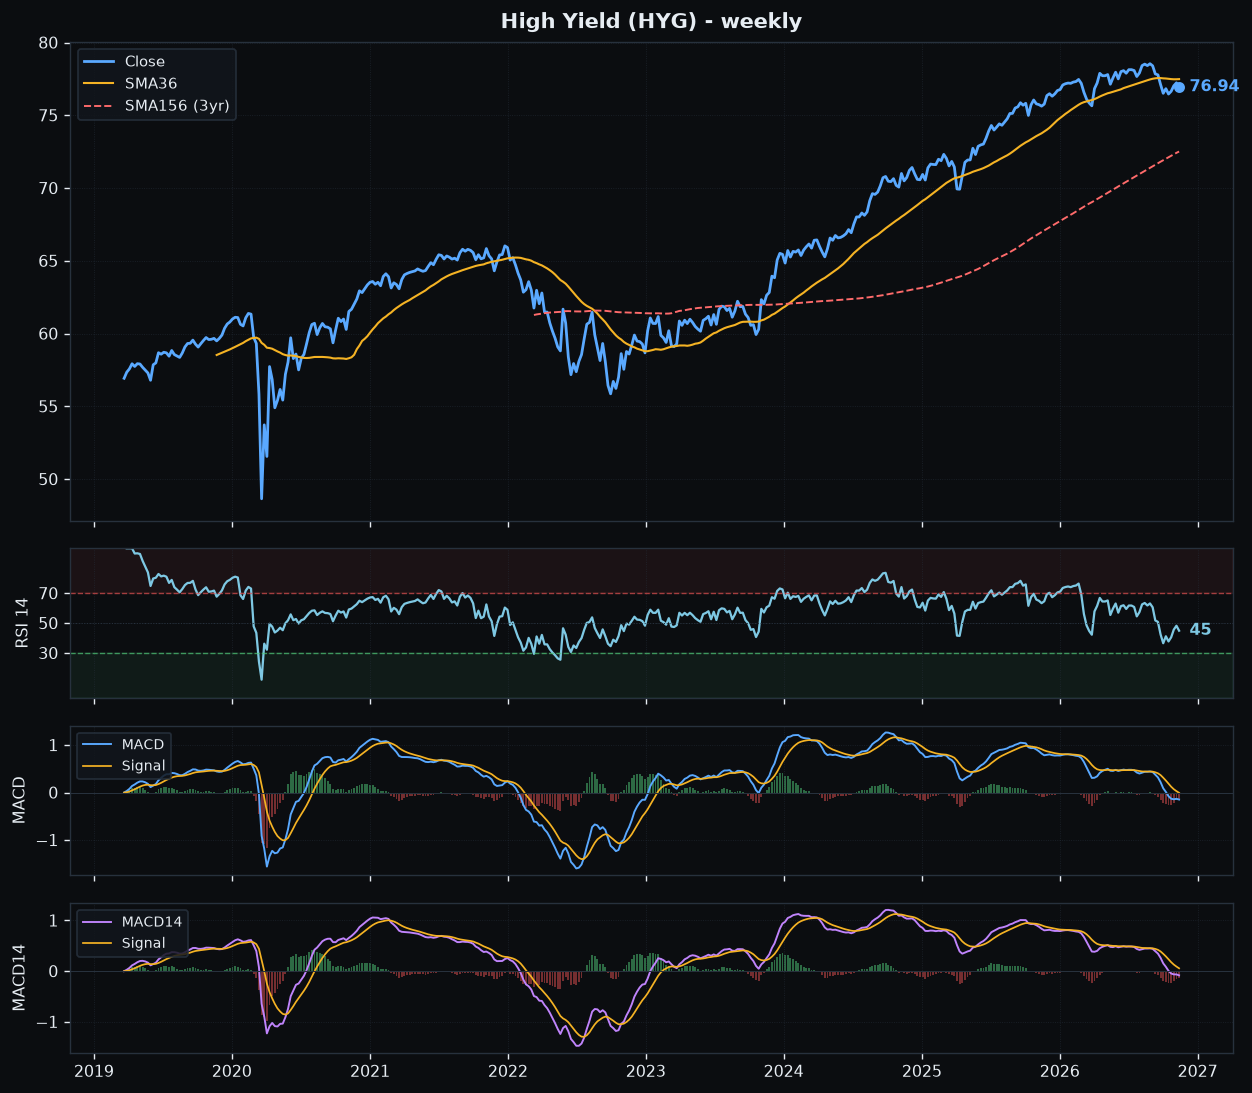 High Yield (HYG) - weekly
80
75
70
65
60
55
50
Close
SMA36
SMA156 (3yr)
76.94
RSI 14
70
50
30
45
MACD
1
0
−1
MACD
Signal
MACD14
1
0
−1
MACD14
Signal
2019 2020 2021 2022 2023 2024 2025 2026 2027